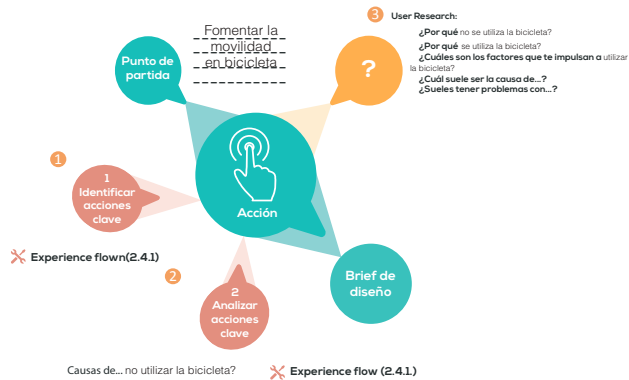 Punto de
partida
Fomentar la
movilidad
en bicicleta
3 User Research:
¿Por qué no se utiliza la bicicleta?
¿Por qué se utiliza la bicicleta?
¿Cuáles son los factores que te impulsan a utilizar
la bicicleta?
¿Cuál suele ser la causa de...?
¿Sueles tener problemas con...?
?
Acción
1
1
Identificar
acciones
clave
Experience flown(2.4.1)
2
2
Analizar
acciones
clave
Brief de
diseño
Causas de... no utilizar la bicicleta?
Experience flow (2.4.1.)